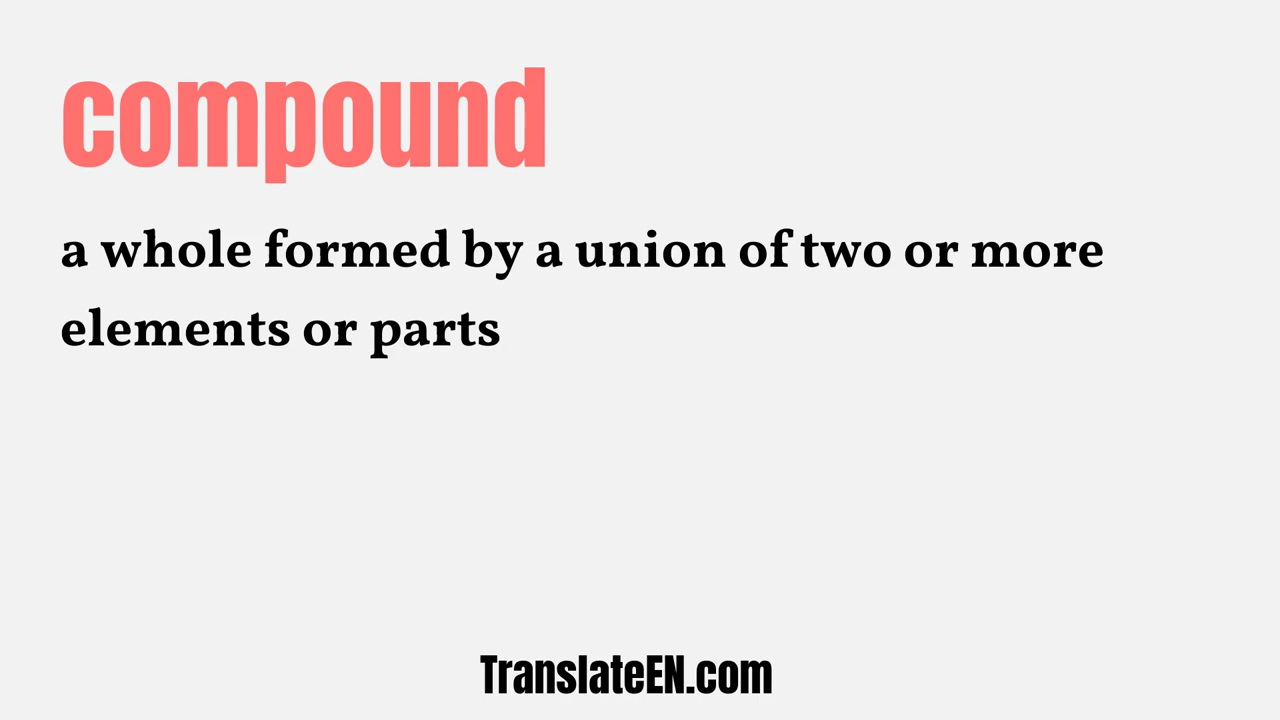 compound
a whole formed by a union of two or more
elements or parts
TranslateEN.com